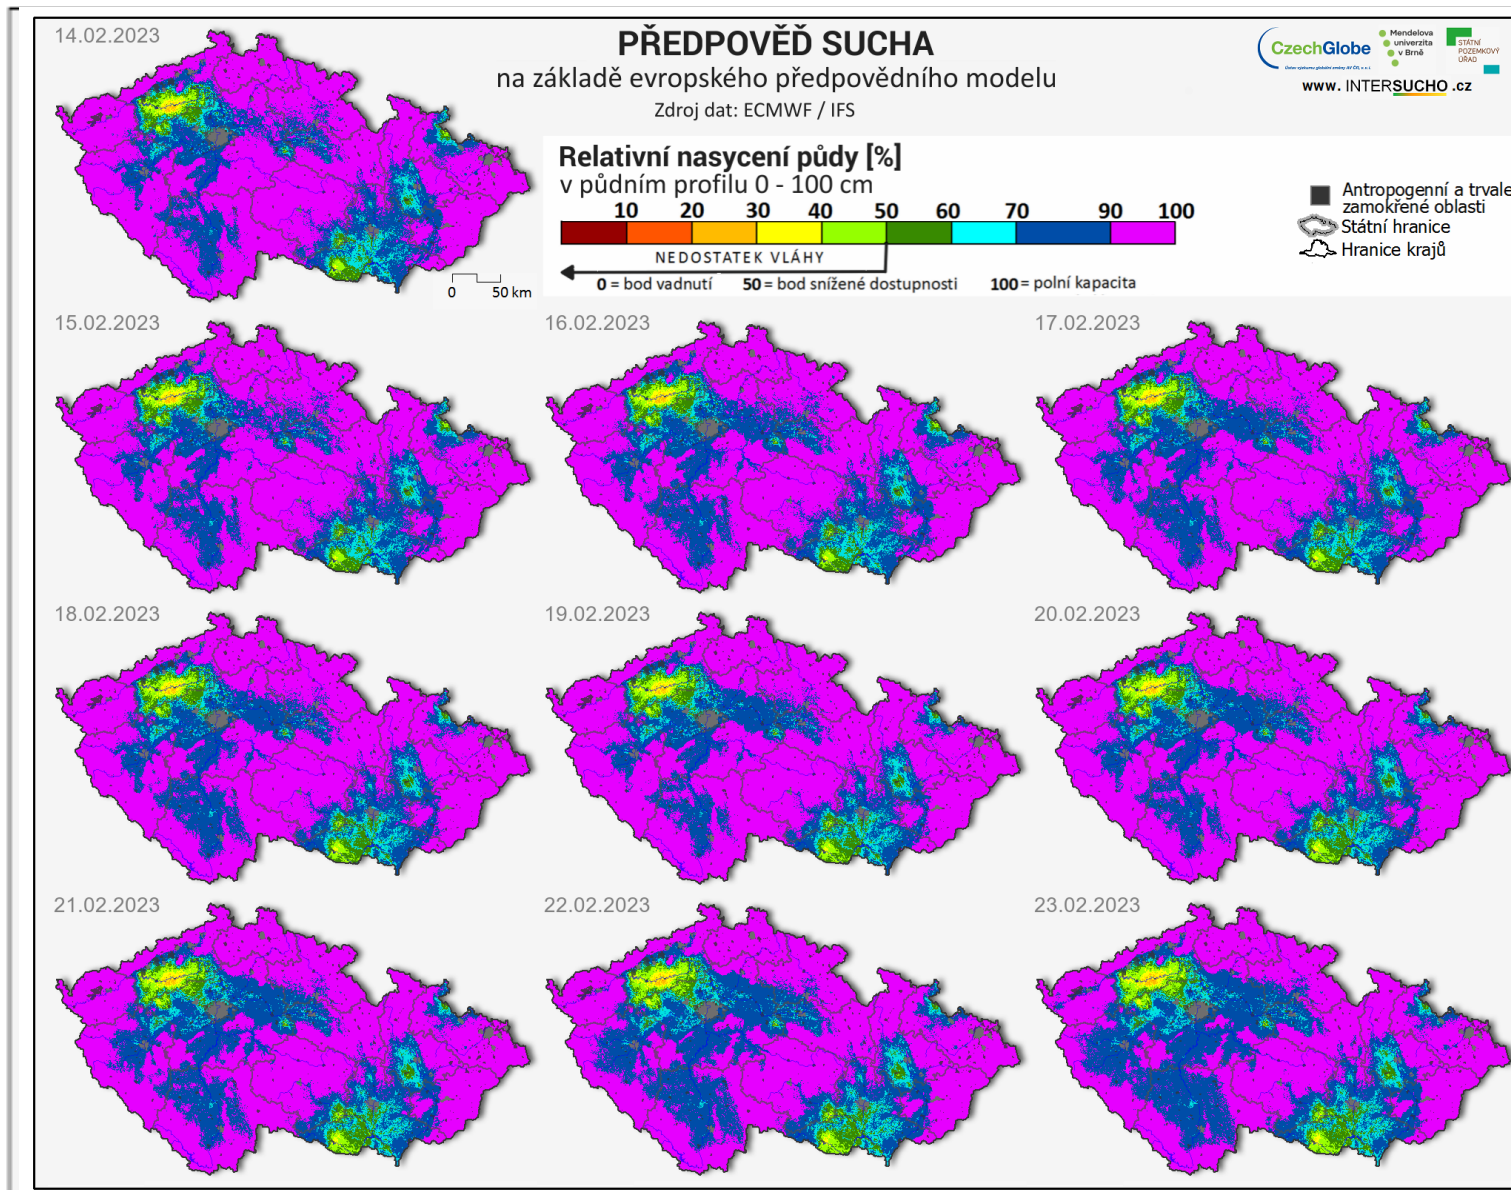 14.02.2023
PŘEDPOVĚĎ SUCHA
na základě evropského předpovědního modelu
Zdroj dat: ECMWF / IFS
CzechGlobe
Mendelova
univerzita
v Brně
STÁTNÍ
POZEMKOVÝ
ÚŘAD
www. INTERSUCHO .cz
Relativní nasycení půdy [%]
v půdním profilu 0 - 100 cm
10 20 30 40 50 60 70 90 100
NEDOSTATEK VLÁHY
0 = bod vadnutí 50 = bod snížené dostupnosti 100 = polní kapacita
Antropogenní a trvale
zamokřené oblasti
Státní hranice
Hranice krajů
0 50 km
15.02.2023
16.02.2023
17.02.2023
18.02.2023
19.02.2023
20.02.2023
21.02.2023
22.02.2023
23.02.2023